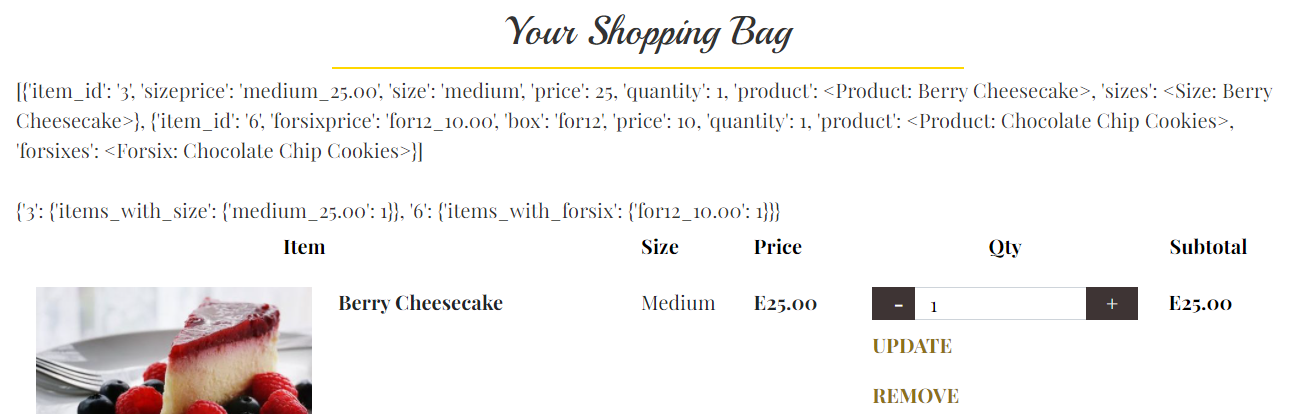 Your Shopping Bag
[{'item_id': '3', 'sizeprice': 'medium_25.00', 'size': 'medium', 'price': 25, 'quantity': 1, 'product': <Product: Berry Cheesecake>, 'sizes': <Size: Berry
Cheesecake>}, {'item_id': '6', 'forsixprice': 'for12_10.00', 'box': 'for12', 'price': 10, 'quantity': 1, 'product': <Product: Chocolate Chip Cookies>,
'forsixes': <Forsix: Chocolate Chip Cookies>}]
{'3': {'items_with_size': {'medium_25.00': 1}}, '6': {'items_with_forsix': {'for12_10.00': 1}}}
Item Size Price Qty Subtotal
Berry Cheesecake Medium E25.00 - 1 + E25.00
UPDATE
REMOVE